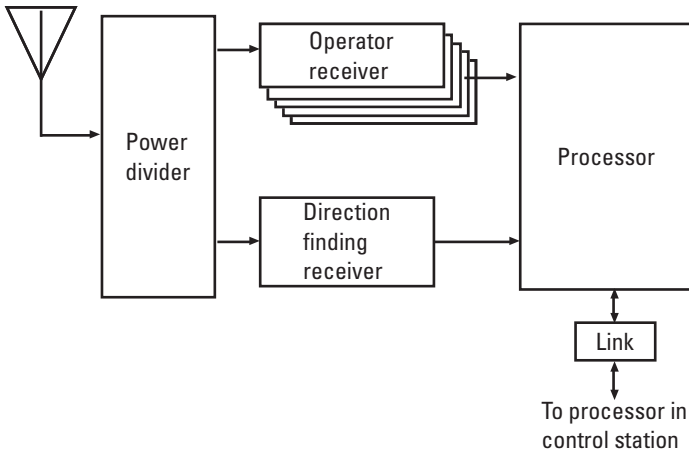 Operator
receiver
Power
divider
Processor
Direction
finding
receiver
Link
To processor in
control station